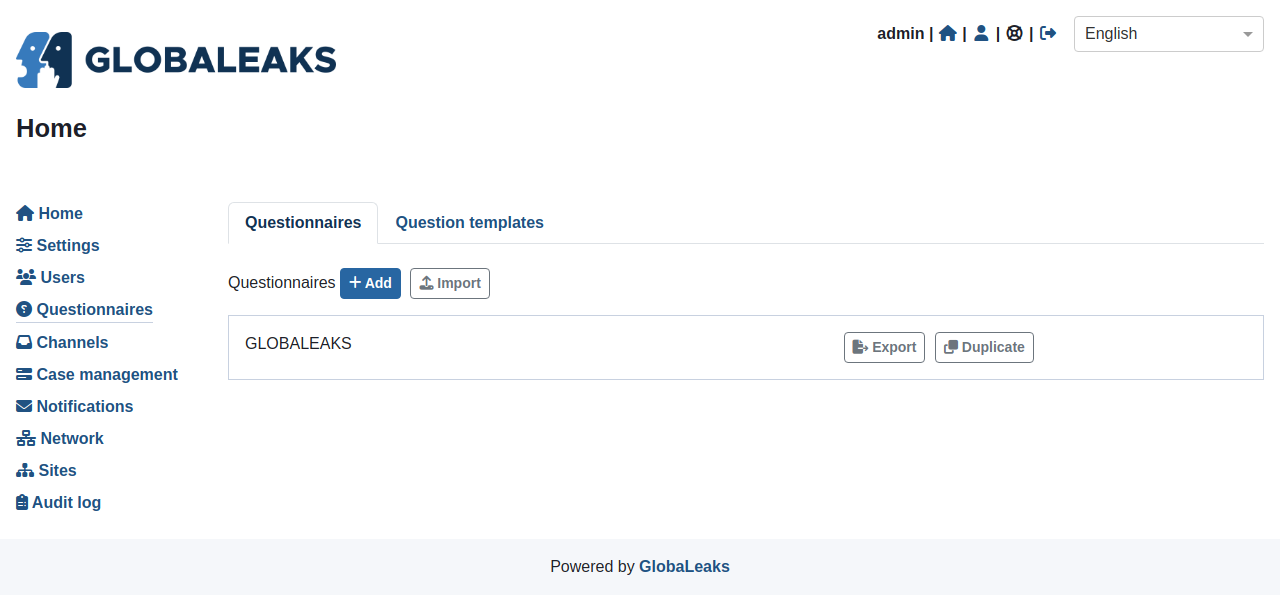 GLOBALEAKS
admin | | | |
English
Home
Home
Settings
Users
Questionnaires
Channels
Case management
Notifications
Network
Sites
Audit log
Questionnaires Question templates
Questionnaires Add Import
GLOBALEAKS Export Duplicate
Powered by GlobaLeaks